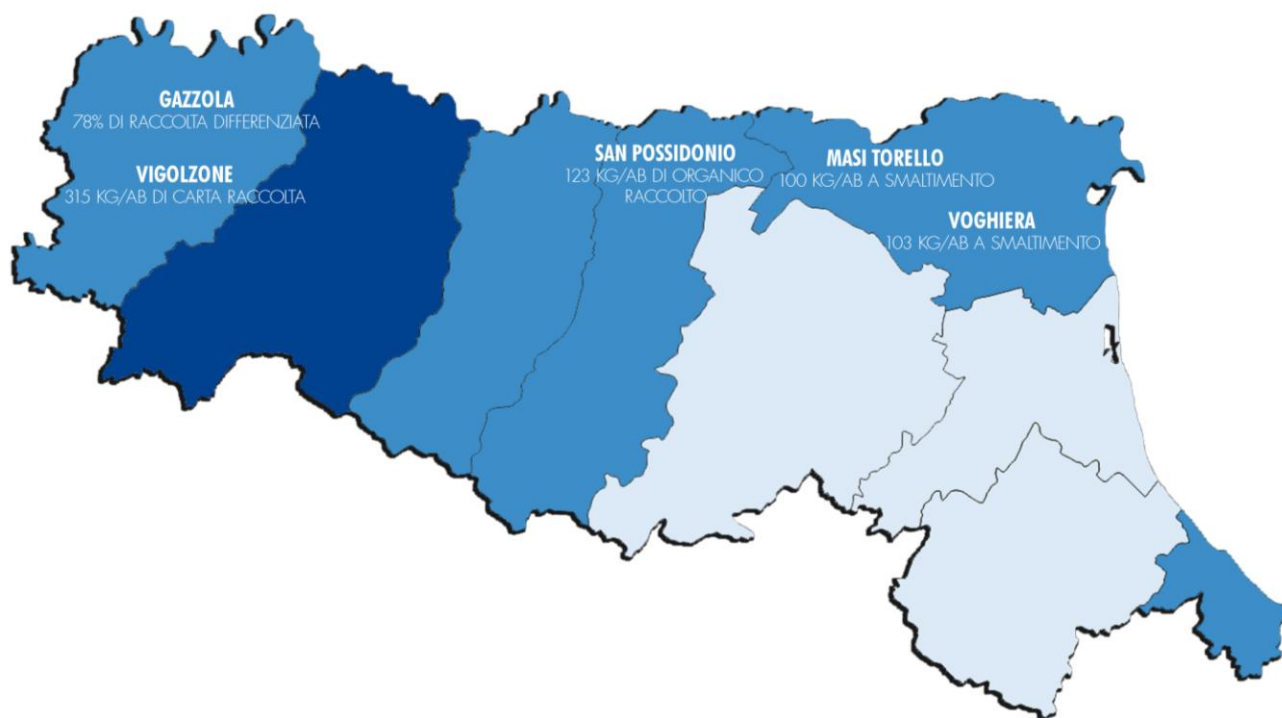 GAZZOLA
78% DI RACCOLTA DIFFERENZIATA
VIGOLZONE
315 KG/AB DI CARTA RACCOLTA
SAN POSSIDONIO
123 KG/AB DI ORGANICO
RACCOLTO
MASI TORELLO
100 KG/AB A SMALTIMENTO
VOGHIERA
103 KG/AB A SMALTIMENTO